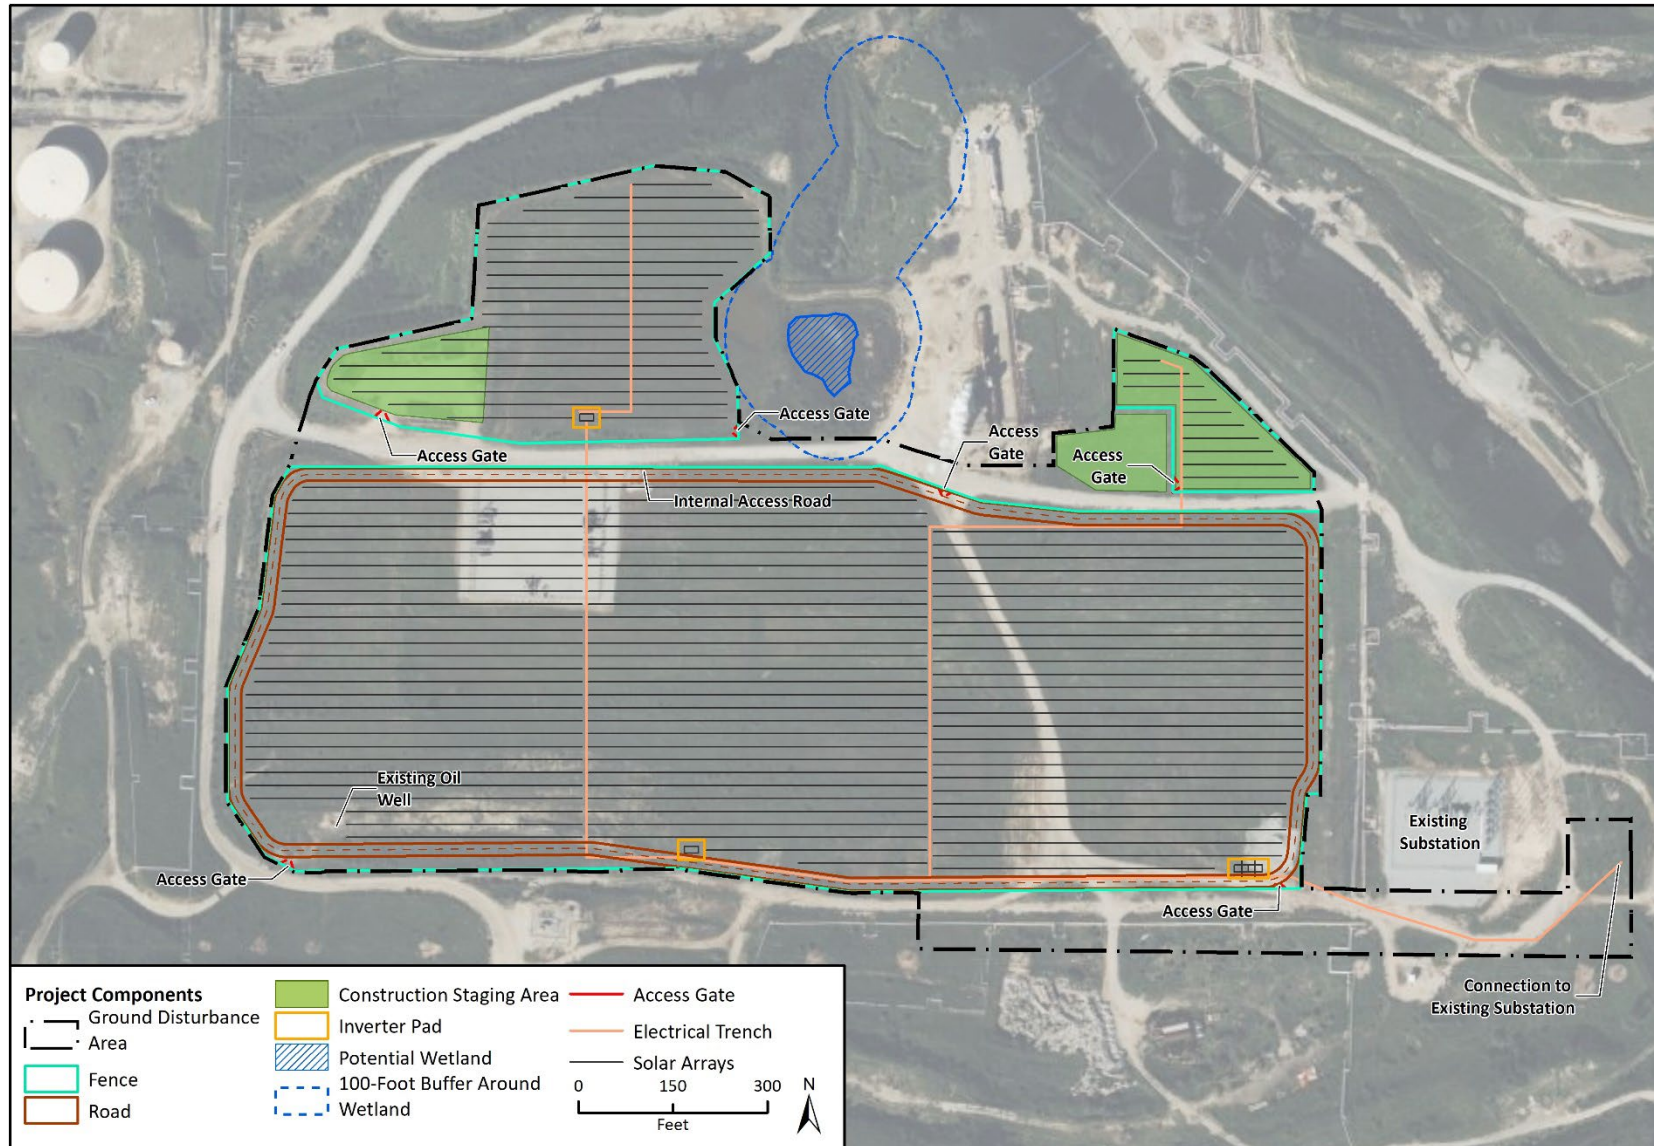 Access Gate
Access
Gate
Access Gate
Access
Gate
Internal Access Road
Existing Oil
Well
Existing
Substation
Access Gate
Access Gate
Connection to
Existing Substation
Project Components
Ground Disturbance
Area
Fence
Road
Construction Staging Area
Inverter Pad
Potential Wetland
100-Foot Buffer Around
Wetland
Access Gate
Electrical Trench
Solar Arrays
0 150 300
Feet
N